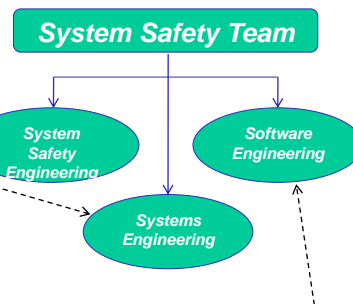 System Safety Team
System
Safety
Engineering
Software
Engineering
Systems
Engineering